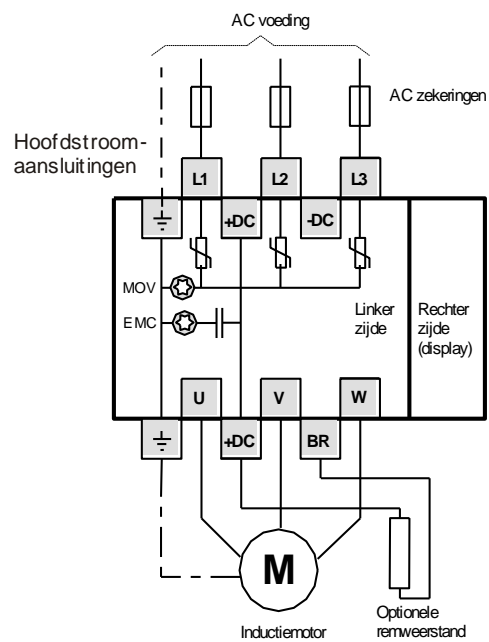 AC voeding
AC zekeringen
Hoofdstroom-
aansluitingen
L1 L2 L3
+DC -DC
MOV
EMC
Linker
zijde
Rechter
zijde
(display)
U V W
+DC BR
M
Inductiemotor
Optionele
remweerstand